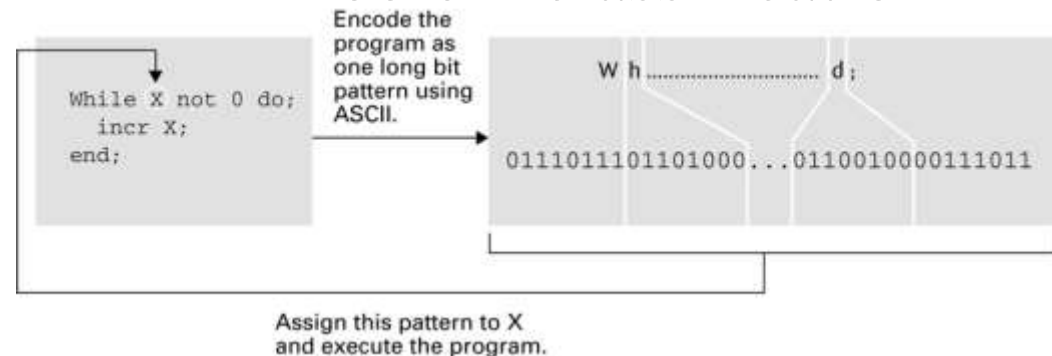 Encode the
program as
one long bit
pattern using
ASCII.
While X not 0 do;
incr X;
end;
W h............................ d;
0111011101101000...0110010000111011
Assign this pattern to X
and execute the program.